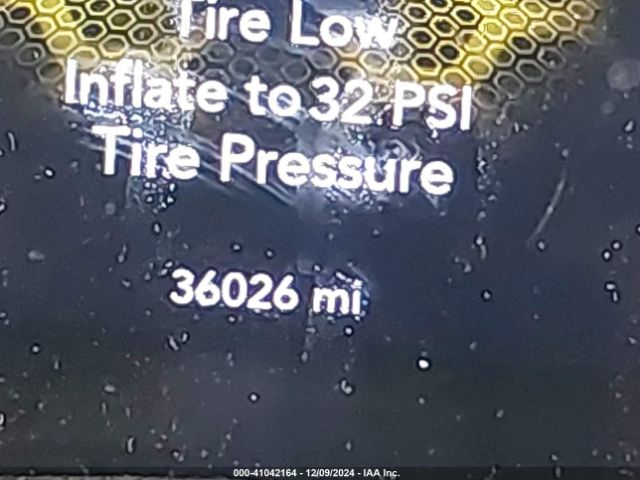 Tire Low
Inflate to 32 PSI
Tire Pressure
36026 mi
000-41042164 - 12/09/2024 - IAA Inc.